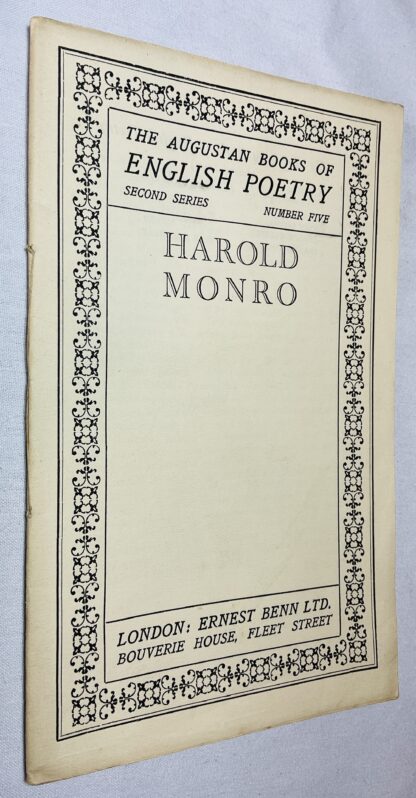 THE AUGUSTAN BOOKS OF
ENGLISH POETRY
SECOND SERIES NUMBER FIVE
HAROLD
MONRO
LONDON: ERNEST BENN LTD.
BOUVERIE HOUSE, FLEET STREET